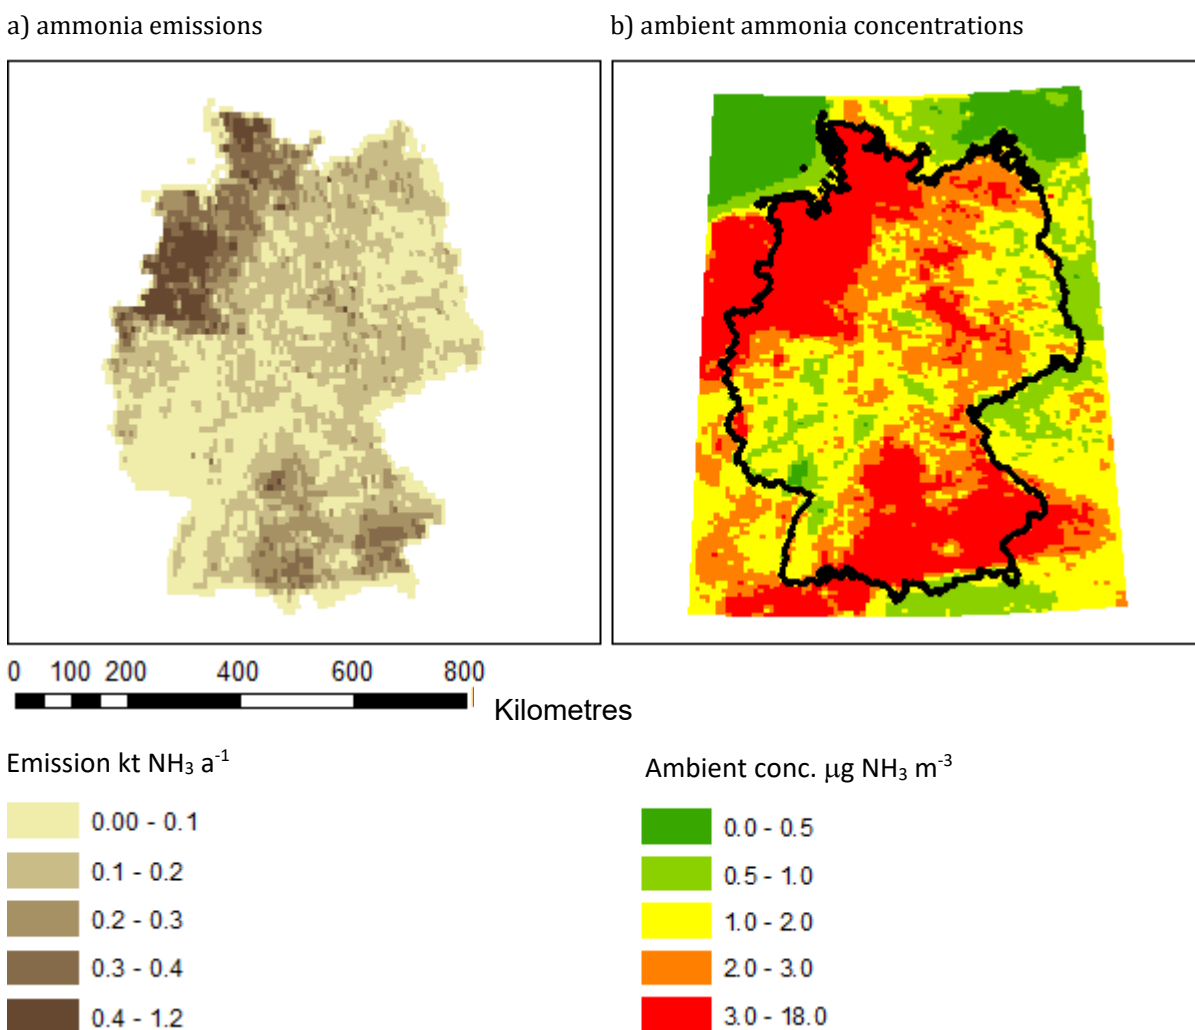 a) ammonia emissions
b) ambient ammonia concentrations
0 100 200 400 600 800
Kilometres
Emission kt NH₃ a⁻¹
0.00 - 0.1
0.1 - 0.2
0.2 - 0.3
0.3 - 0.4
0.4 - 1.2
Ambient conc. μg NH₃ m⁻³
0.0 - 0.5
0.5 - 1.0
1.0 - 2.0
2.0 - 3.0
3.0 - 18.0